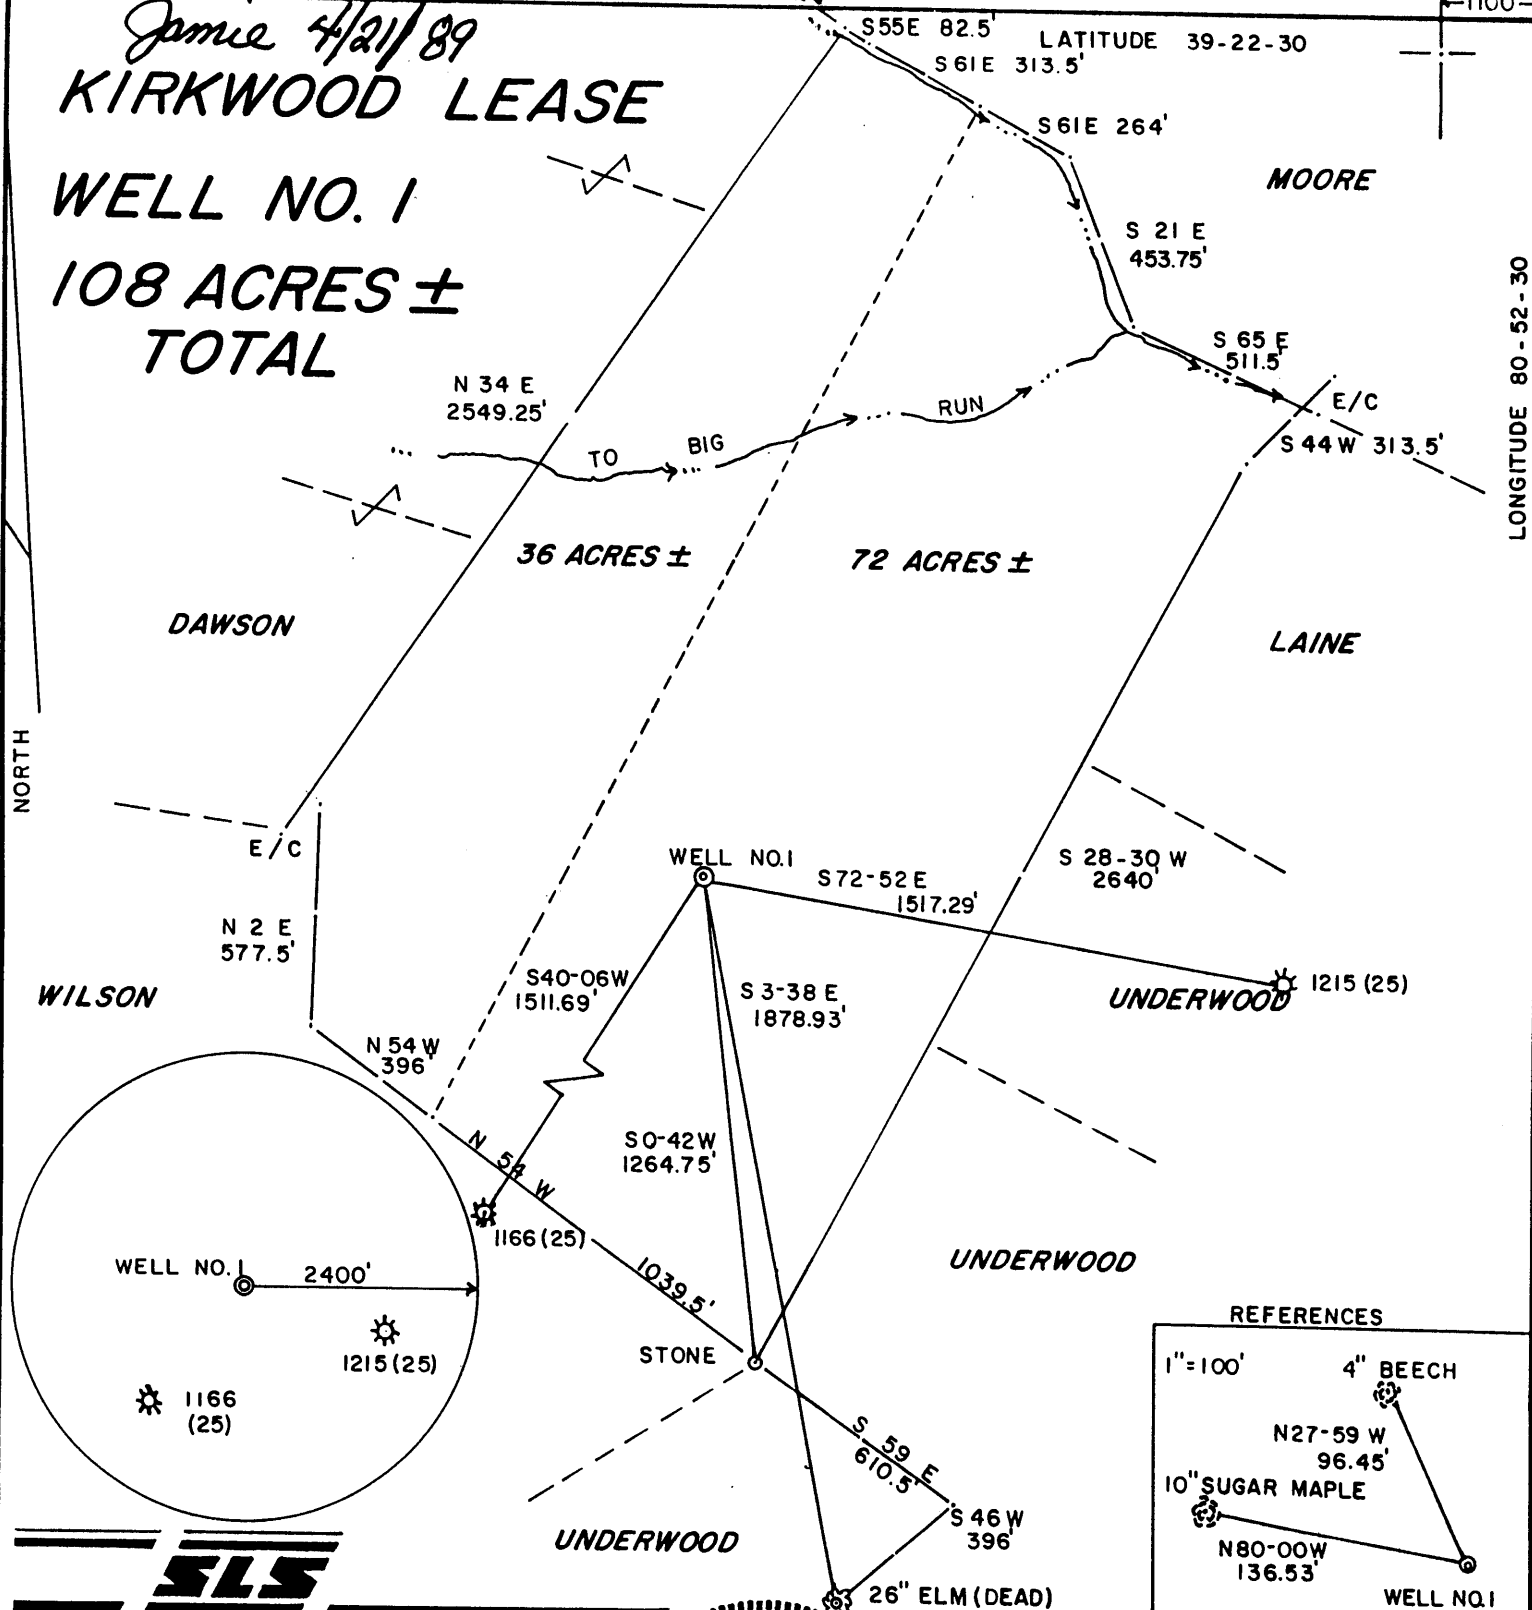 Jamie 4/21/89
KIRKWOOD LEASE
WELL NO. 1
108 ACRES ±
TOTAL
1100
S55E 82.5'
LATITUDE 39-22-30
S61E 313.5'
S61E 264'
MOORE
S 21 E
453.75'
LONGITUDE 80-52-30
S 65 E
511.5'
E/C
S 44 W 313.5'
N 34 E
2549.25'
TO BIG RUN
36 ACRES ±
72 ACRES ±
DAWSON
LAINE
NORTH
E/C
WELL NO.1
S72-52E
1517.29'
S 28-30 W
2640'
N 2 E
577.5'
WILSON
S40-06W
1511.69'
S 3-38 E
1878.93'
UNDERWOOD
1215 (25)
N 54 W
396'
S0-42W
1264.75'
N 54 W
1039.5'
1166 (25)
UNDERWOOD
WELL NO. 1
2400'
1215 (25)
1166
(25)
STONE
S 59 E
610.5'
S 46 W
396'
UNDERWOOD
26" ELM (DEAD)
REFERENCES
1"=100'
4" BEECH
N27-59 W
96.45'
10" SUGAR MAPLE
N80-00W
136.53'
WELL NO.1
SLS